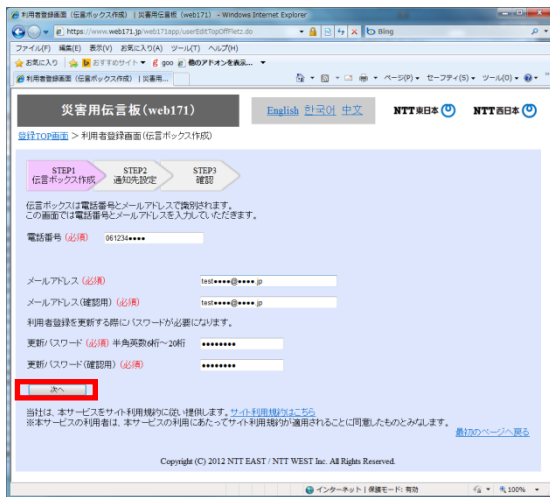 利用者登録画面 (伝言ボックス作成) | 災害用伝言板 (web171) - Windows Internet Explorer
https://www.web171.jp/web171app/userEditTopOffFletz.do
Bing
ファイル(F) 編集(E) 表示(V) お気に入り(A) ツール(T) ヘルプ(H)
お気に入り おすすめサイト goo 他のアドオンを表示...
利用者登録画面 (伝言ボックス作成) | 災害用... ページ(P) セーフティ(S) ツール(O)
災害用伝言板(web171) English 한국어 中文 NTT東日本 NTT西日本
登録TOP画面 > 利用者登録画面(伝言ボックス作成)
STEP1 STEP2 STEP3
伝言ボックス作成 通知先設定 確認
伝言ボックスは電話番号とメールアドレスで識別されます。
この画面では電話番号とメールアドレスを入力していただきます。
電話番号 (必須) 061234●●●●
メールアドレス (必須) test●●●●@●●●●.jp
メールアドレス(確認用) (必須) test●●●●@●●●●.jp
利用者登録を更新する際にパスワードが必要になります。
更新パスワード (必須) 半角英数6桁～20桁 ●●●●●●●●
更新パスワード(確認用) (必須) ●●●●●●●●
次へ
当社は、本サービスをサイト利用規約に従い提供します。サイト利用規約はこちら
※本サービスの利用者は、本サービスの利用にあたってサイト利用規約が適用されることに同意したものとみなします。
最初のページへ戻る
Copyright (C) 2012 NTT EAST / NTT WEST Inc. All Rights Reserved.
インターネット | 保護モード: 有効 100%